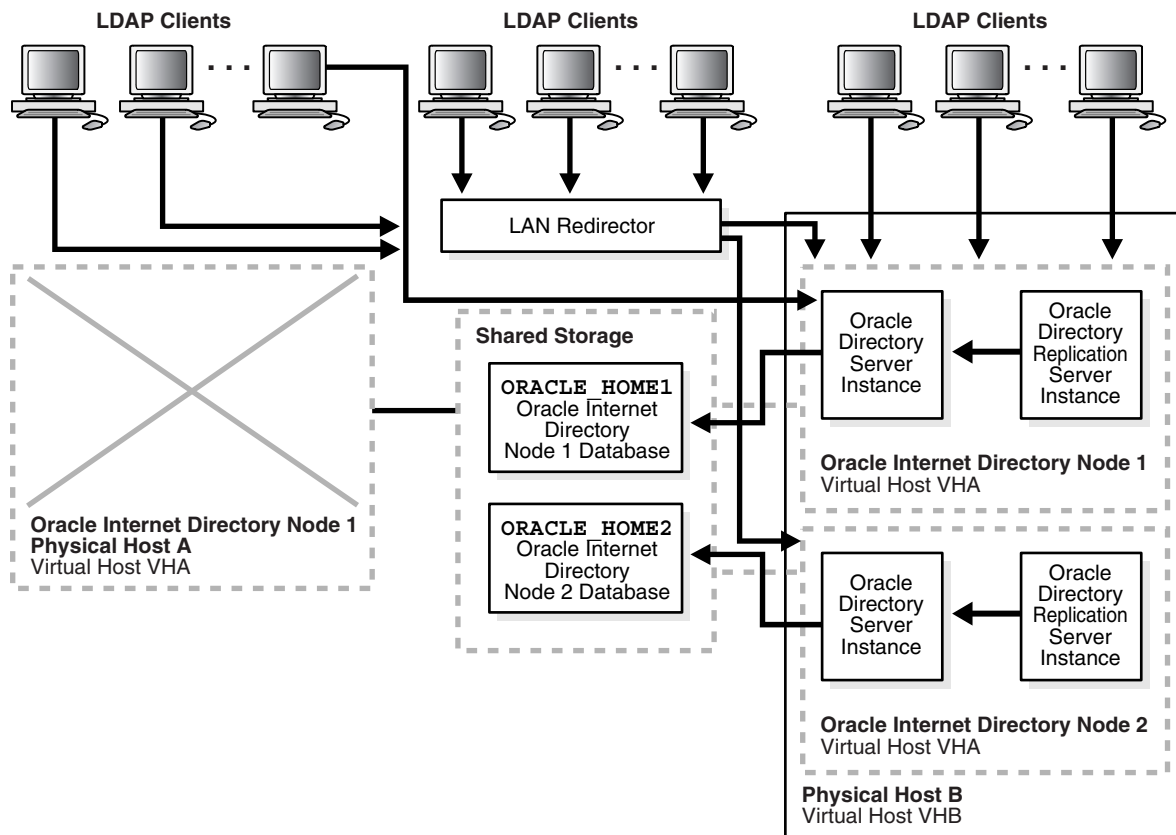 LDAP Clients
LDAP Clients
LDAP Clients
LAN Redirector
Shared Storage
ORACLE_HOME1
Oracle Internet
Directory
Node 1 Database
ORACLE_HOME2
Oracle Internet
Directory
Node 2 Database
Oracle Internet Directory Node 1
Physical Host A
Virtual Host VHA
Oracle
Directory
Server
Instance
Oracle
Directory
Replication
Server
Instance
Oracle Internet Directory Node 1
Virtual Host VHA
Oracle
Directory
Server
Instance
Oracle
Directory
Replication
Server
Instance
Oracle Internet Directory Node 2
Virtual Host VHA
Physical Host B
Virtual Host VHB